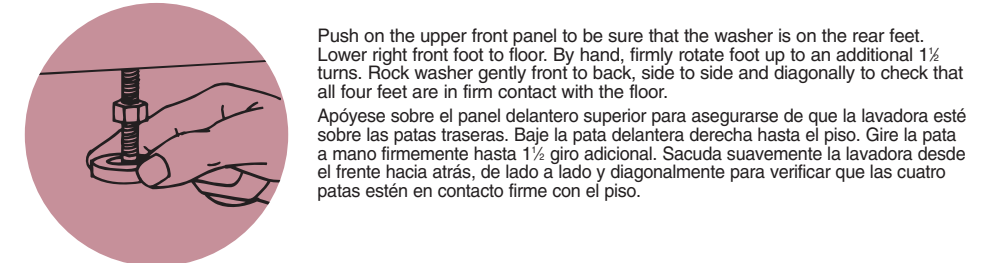 Push on the upper front panel to be sure that the washer is on the rear feet.
Lower right front foot to floor. By hand, firmly rotate foot up to an additional 1½
turns. Rock washer gently front to back, side to side and diagonally to check that
all four feet are in firm contact with the floor.
Apóyese sobre el panel delantero superior para asegurarse de que la lavadora esté
sobre las patas traseras. Baje la pata delantera derecha hasta el piso. Gire la pata
a mano firmemente hasta 1½ giro adicional. Sacuda suavemente la lavadora desde
el frente hacia atrás, de lado a lado y diagonalmente para verificar que las cuatro
patas estén en contacto firme con el piso.